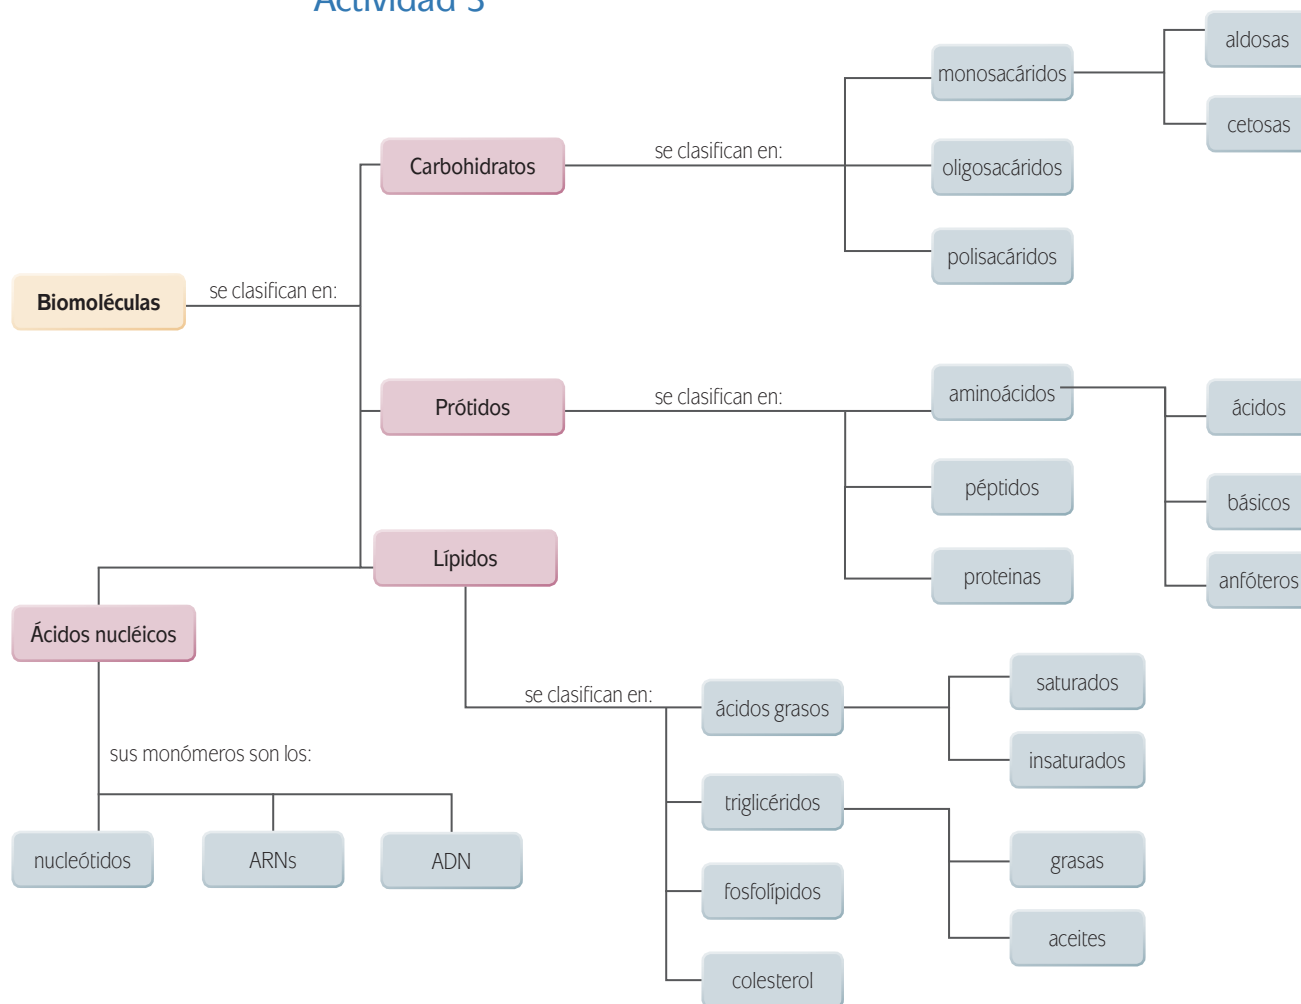 Actividad 3
Biomoléculas
se clasifican en:
Carbohidratos
se clasifican en:
monosacáridos
aldosas
cetosas
oligosacáridos
polisacáridos
Prótidos
se clasifican en:
aminoácidos
ácidos
básicos
anfóteros
péptidos
proteinas
Lípidos
se clasifican en:
ácidos grasos
saturados
insaturados
triglicéridos
grasas
aceites
fosfolípidos
colesterol
Ácidos nucléicos
sus monómeros son los:
nucleótidos
ARNs
ADN